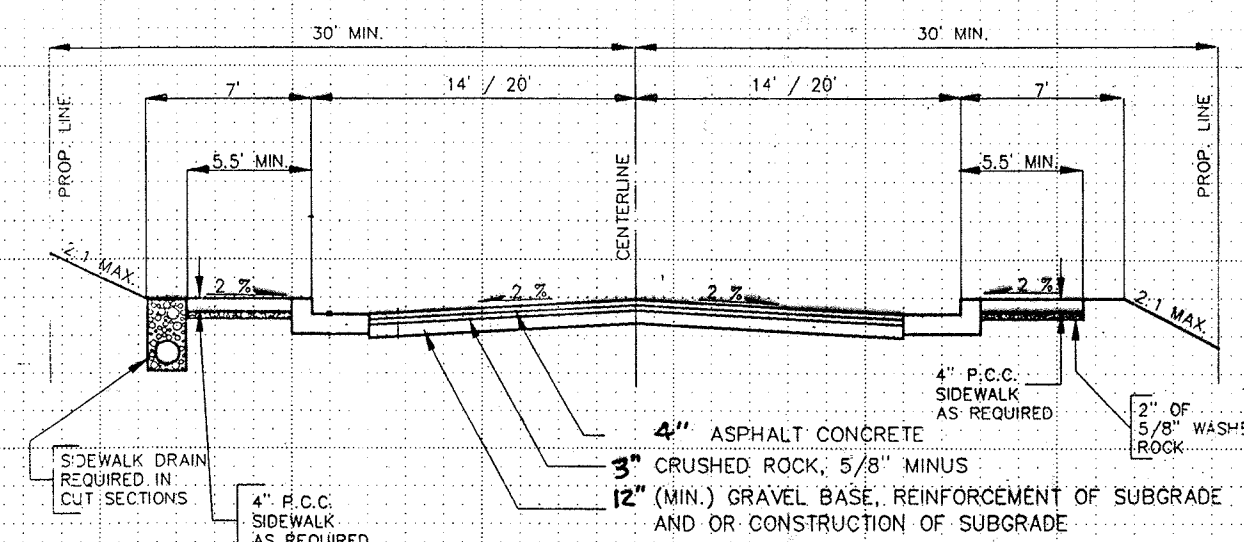 30' MIN.
30' MIN.
7'
14' / 20'
14' / 20'
7'
PROP. LINE
5.5' MIN.
CENTERLINE
5.5' MIN.
PROP. LINE
2:1 MAX.
2 %
2 %
2 %
2 %
2:1 MAX.
4" P.C.C.
SIDEWALK
AS REQUIRED
2" OF
5/8" WASHE
ROCK
4" ASPHALT CONCRETE
3" CRUSHED ROCK, 5/8" MINUS
12" (MIN.) GRAVEL BASE, REINFORCEMENT OF SUBGRADE
AND OR CONSTRUCTION OF SUBGRADE
SIDEWALK DRAIN
REQUIRED IN
CUT SECTIONS
4" P.C.C.
SIDEWALK
AS REQUIRED